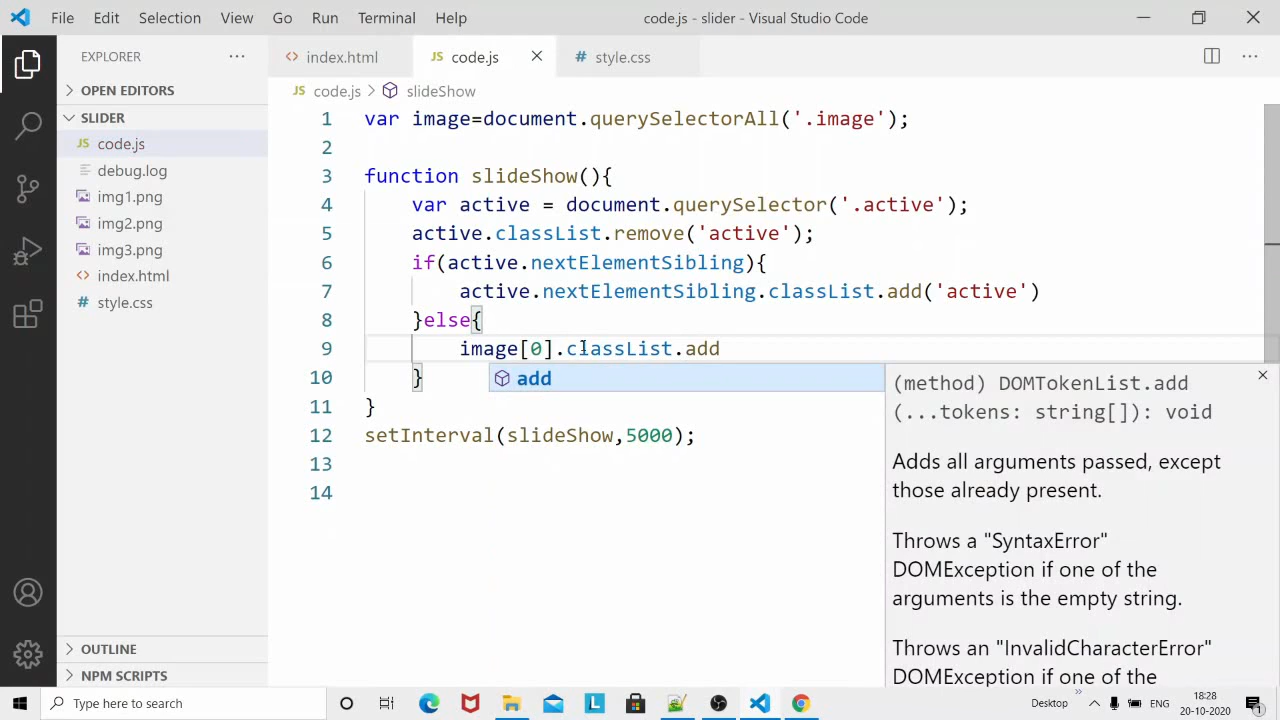 File Edit Selection View Go Run Terminal Help code.js - slider - Visual Studio Code
EXPLORER ···
OPEN EDITORS
SLIDER
JS code.js
debug.log
img1.png
img2.png
img3.png
<> index.html
# style.css
OUTLINE
NPM SCRIPTS
<> index.html JS code.js # style.css ···
JS code.js > slideShow
1 var image=document.querySelectorAll('.image');
2
3 function slideShow(){
4 var active = document.querySelector('.active');
5 active.classList.remove('active');
6 if(active.nextElementSibling){
7 active.nextElementSibling.classList.add('active')
8 }else{
9 image[0].classList.add
10 }
11 }
12 setInterval(slideShow,5000);
13
14
add
(method) DOMTokenList.add
(...tokens: string[]): void
Adds all arguments passed, except
those already present.
Throws a "SyntaxError"
DOMException if one of the
arguments is the empty string.
Throws an "InvalidCharacterError"
DOMException if one of the
Type here to search
L
Desktop » ENG 18:28
20-10-2020
1